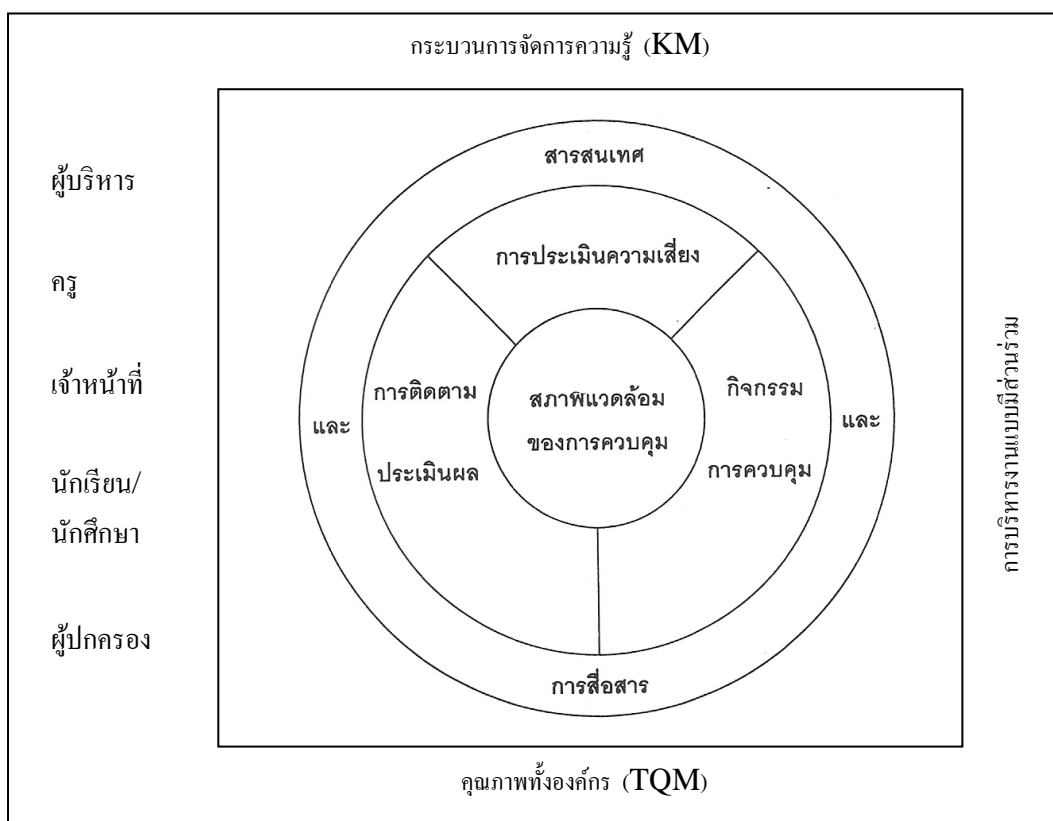 กระบวนการจัดการความรู้ (KM)
ผู้บริหาร
ครู
เจ้าหน้าที่
นักเรียน/
นักศึกษา
ผู้ปกครอง
สารสนเทศ
การประเมินความเสี่ยง
และ
การติดตาม
ประเมินผล
สภาพแวดล้อม
ของการควบคุม
กิจกรรม
การควบคุม
และ
การสื่อสาร
การบริหารงานแบบมีส่วนร่วม
คุณภาพทั้งองค์กร (TQM)